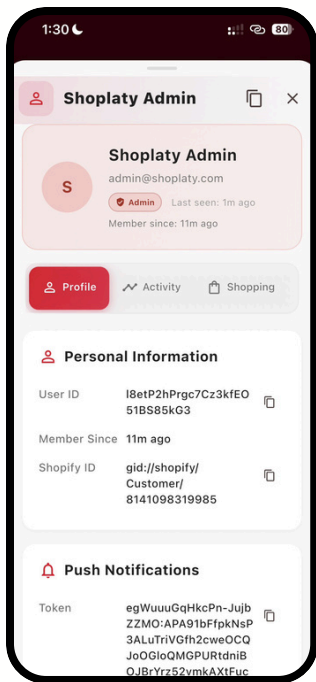 1:30
80
Shoplaty Admin
S
Shoplaty Admin
admin@shoplaty.com
Admin Last seen: 1m ago
Member since: 11m ago
Profile Activity Shopping
Personal Information
User ID I8etP2hPrgc7Cz3kfEO
51BS85kG3
Member Since 11m ago
Shopify ID gid://shopify/
Customer/
8141098319985
Push Notifications
Token egWuuuGqHkcPn-Jujb
ZZMO:APA91bFfpkNsP
3ALuTriVGfh2cweOCQ
JoOGloQMGPURtdniB
OJBrYrz52vmkAXtFuc